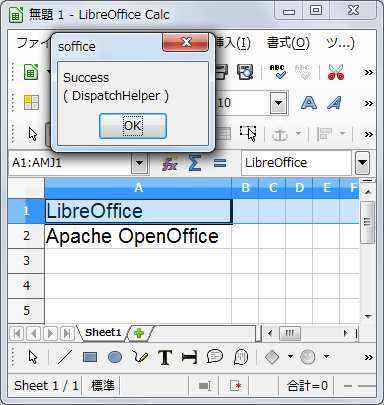 無題 1 - LibreOffice Calc
soffice
Success
( DispatchHelper )
OK
ファイ
挿入(I) 書式(O) ツ...)
ABC ABC
10 A A
A1:AMJ1 LibreOffice
A B C D E F
1 LibreOffice
2 Apache OpenOffice
3
4
5
Sheet1
T
Sheet 1 / 1 標準 合計=0